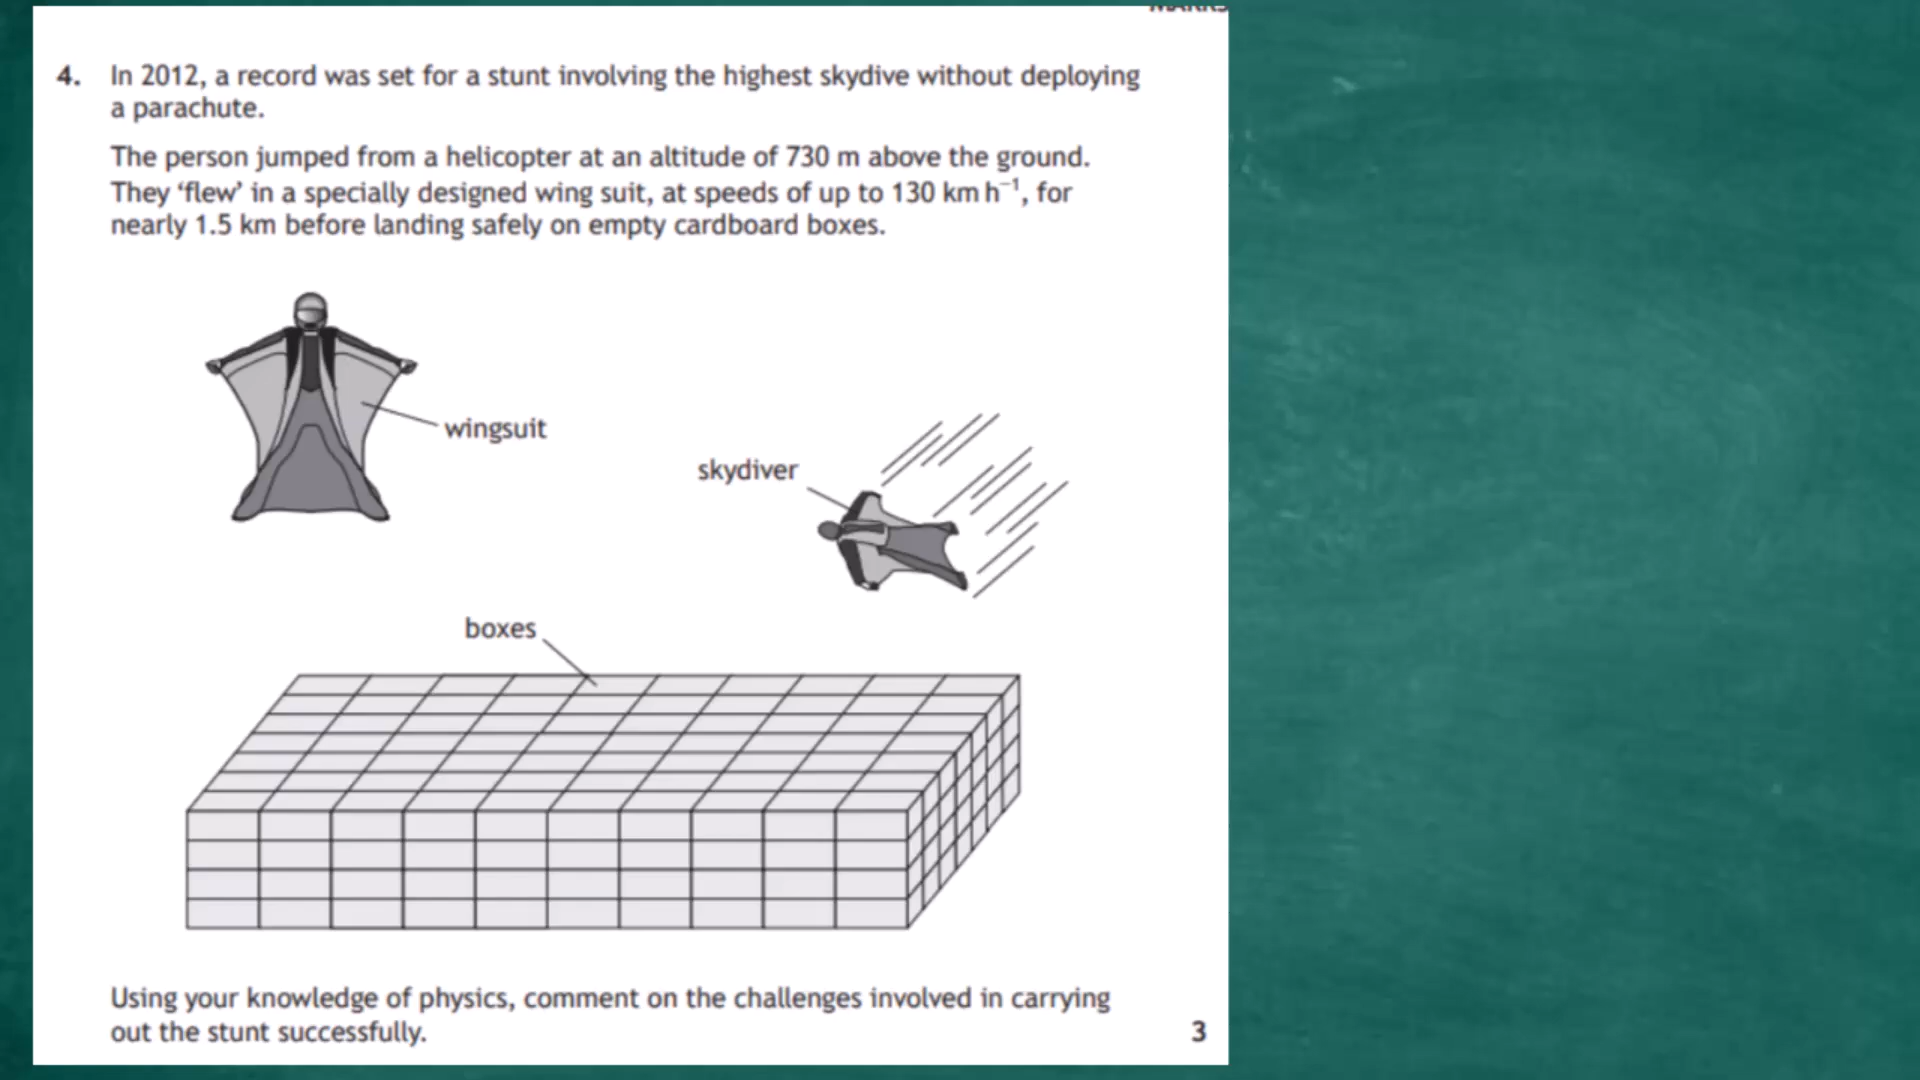 4. In 2012, a record was set for a stunt involving the highest skydive without deploying
a parachute.
The person jumped from a helicopter at an altitude of 730 m above the ground.
They ‘flew’ in a specially designed wing suit, at speeds of up to 130 km h⁻¹, for
nearly 1.5 km before landing safely on empty cardboard boxes.
wingsuit
skydiver
boxes
Using your knowledge of physics, comment on the challenges involved in carrying
out the stunt successfully.
3